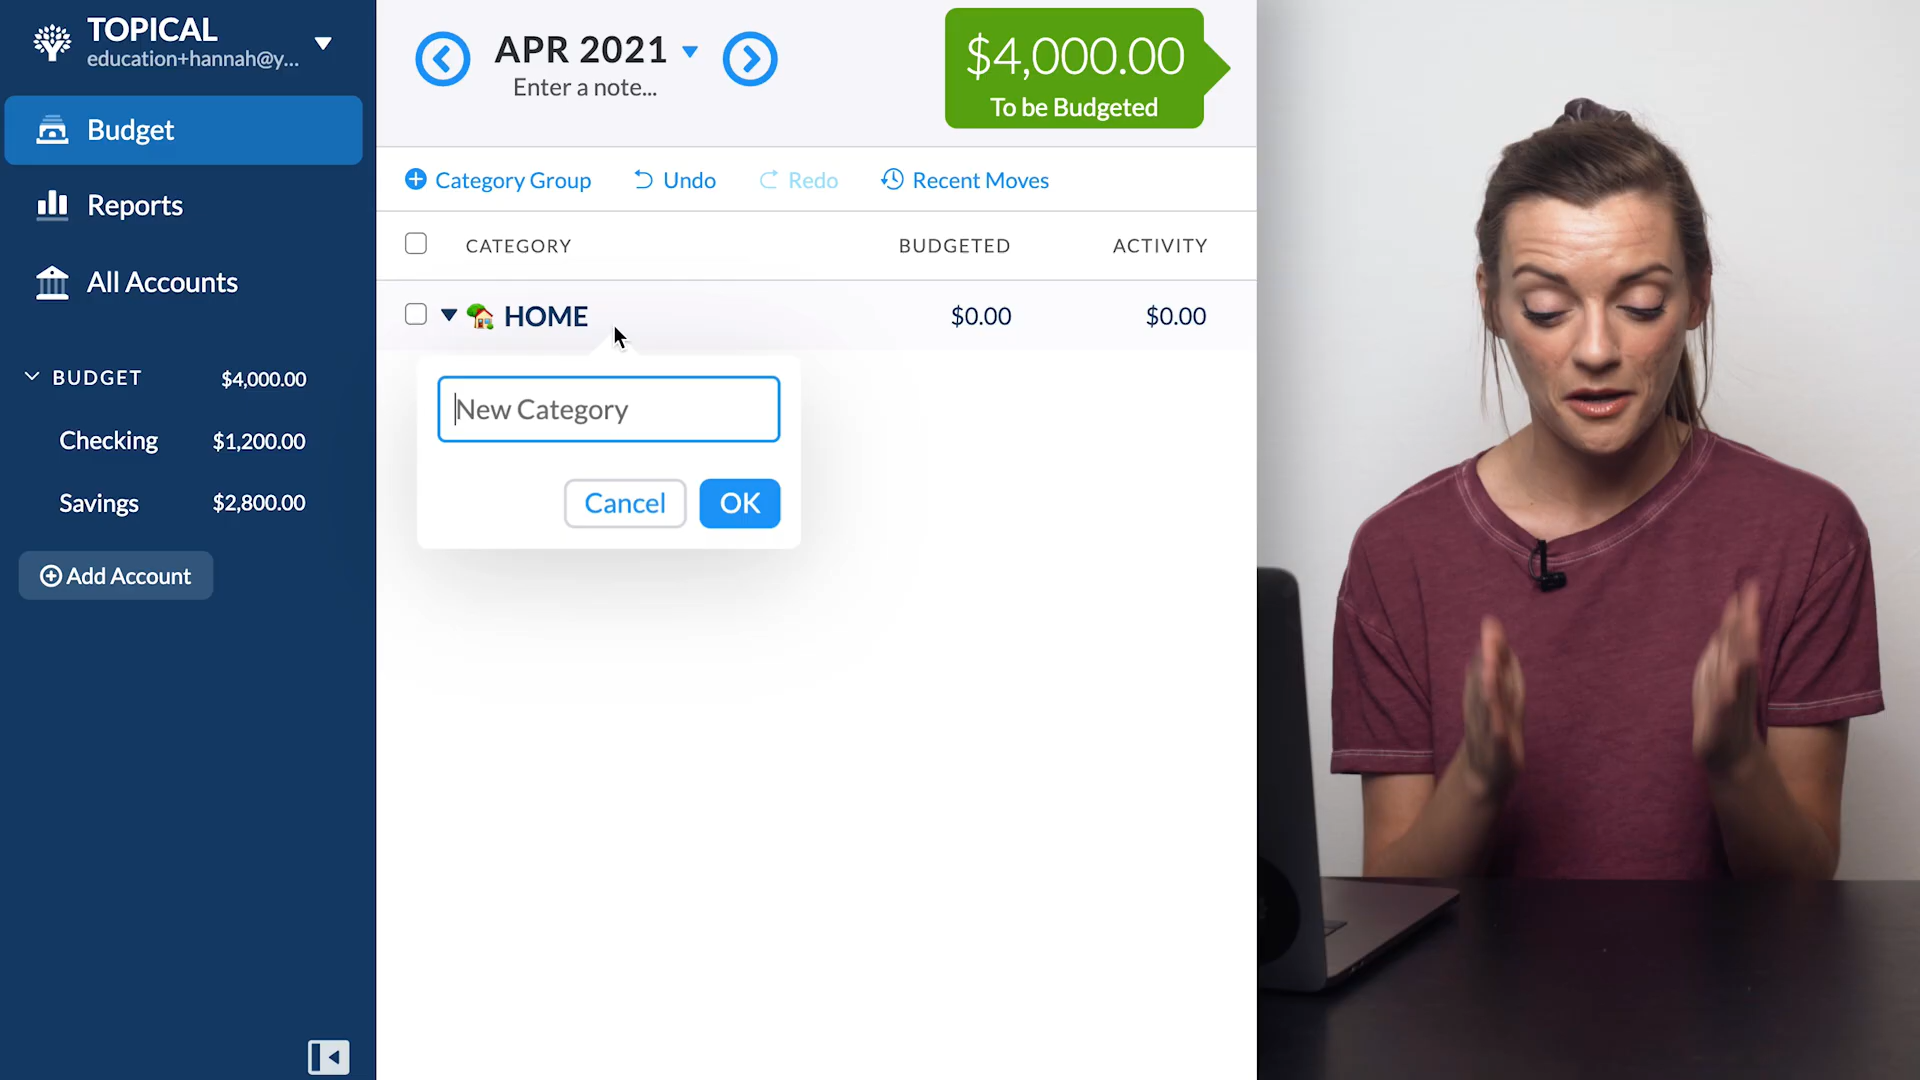 TOPICAL
education+hannah@y...
Budget
Reports
All Accounts
BUDGET $4,000.00
Checking $1,200.00
Savings $2,800.00
Add Account
APR 2021
Enter a note...
$4,000.00
To be Budgeted
Category Group Undo Redo Recent Moves
CATEGORY BUDGETED ACTIVITY
HOME $0.00 $0.00
New Category
Cancel OK